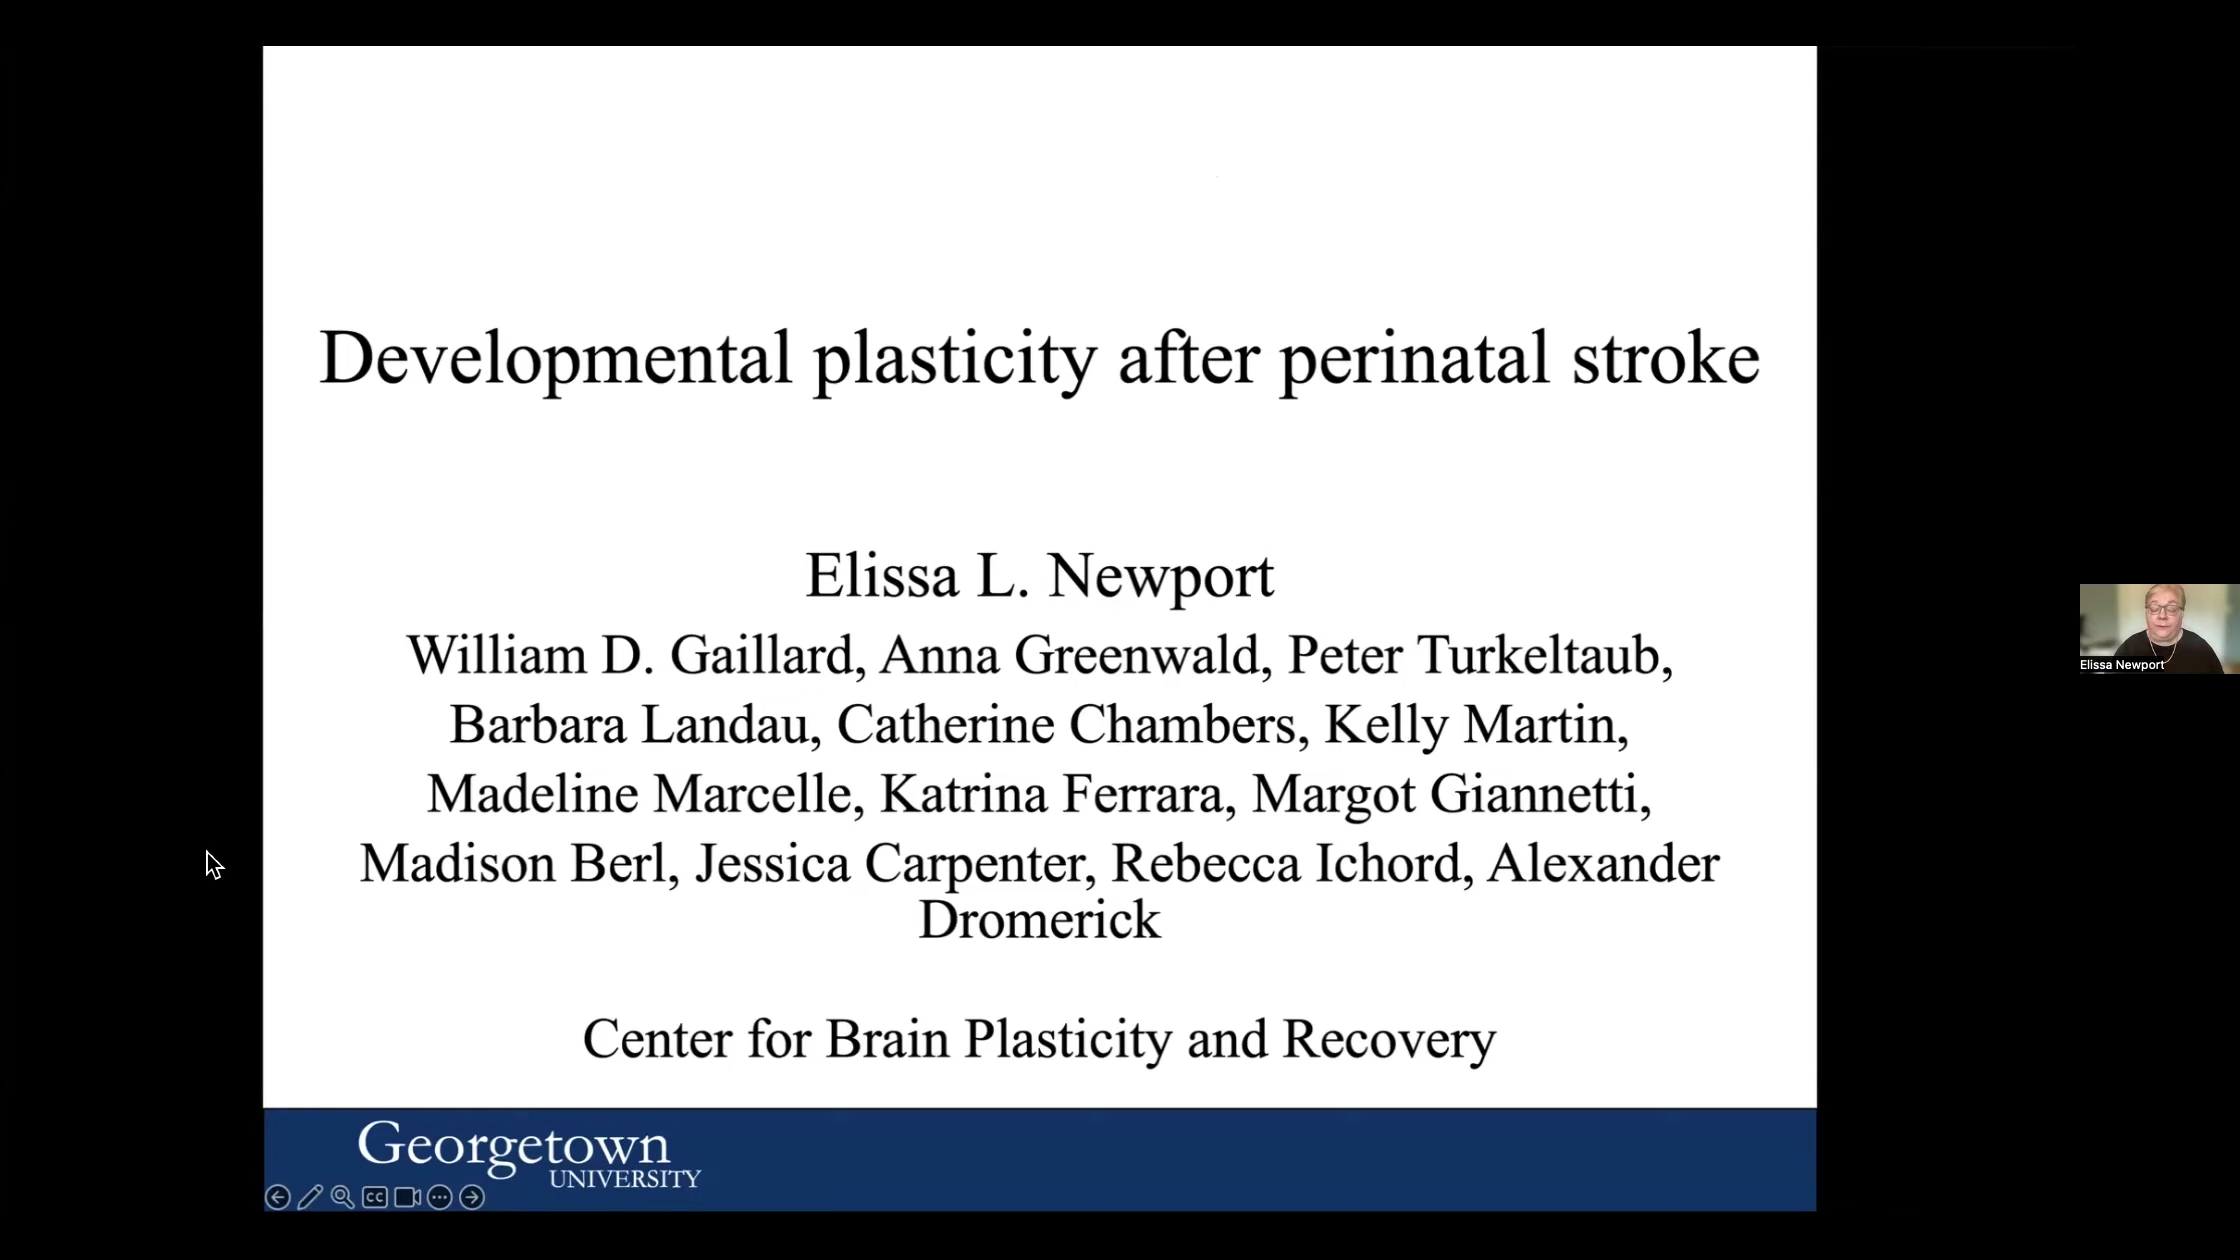 Developmental plasticity after perinatal stroke
Elissa L. Newport
William D. Gaillard, Anna Greenwald, Peter Turkeltaub,
Barbara Landau, Catherine Chambers, Kelly Martin,
Madeline Marcelle, Katrina Ferrara, Margot Giannetti,
Madison Berl, Jessica Carpenter, Rebecca Ichord, Alexander
Dromerick
Center for Brain Plasticity and Recovery
Georgetown
UNIVERSITY
CC
Elissa Newport